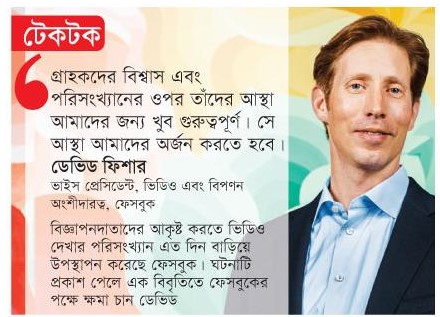 টেকটক
গ্রাহকদের বিশ্বাস এবং
পরিসংখ্যানের ওপর তাঁদের আস্থা
আমাদের জন্য খুব গুরুত্বপূর্ণ। সে
আস্থা আমাদের অর্জন করতে হবে।
ডেভিড ফিশার
ভাইস প্রেসিডেন্ট, ভিডিও এবং বিপণন
অংশীদারত্ব, ফেসবুক
বিজ্ঞাপনদাতাদের আকৃষ্ট করতে ভিডিও
দেখার পরিসংখ্যান এত দিন বাড়িয়ে
উপস্থাপন করেছে ফেসবুক। ঘটনাটি
প্রকাশ পেলে এক বিবৃতিতে ফেসবুকের
পক্ষে ক্ষমা চান ডেভিড